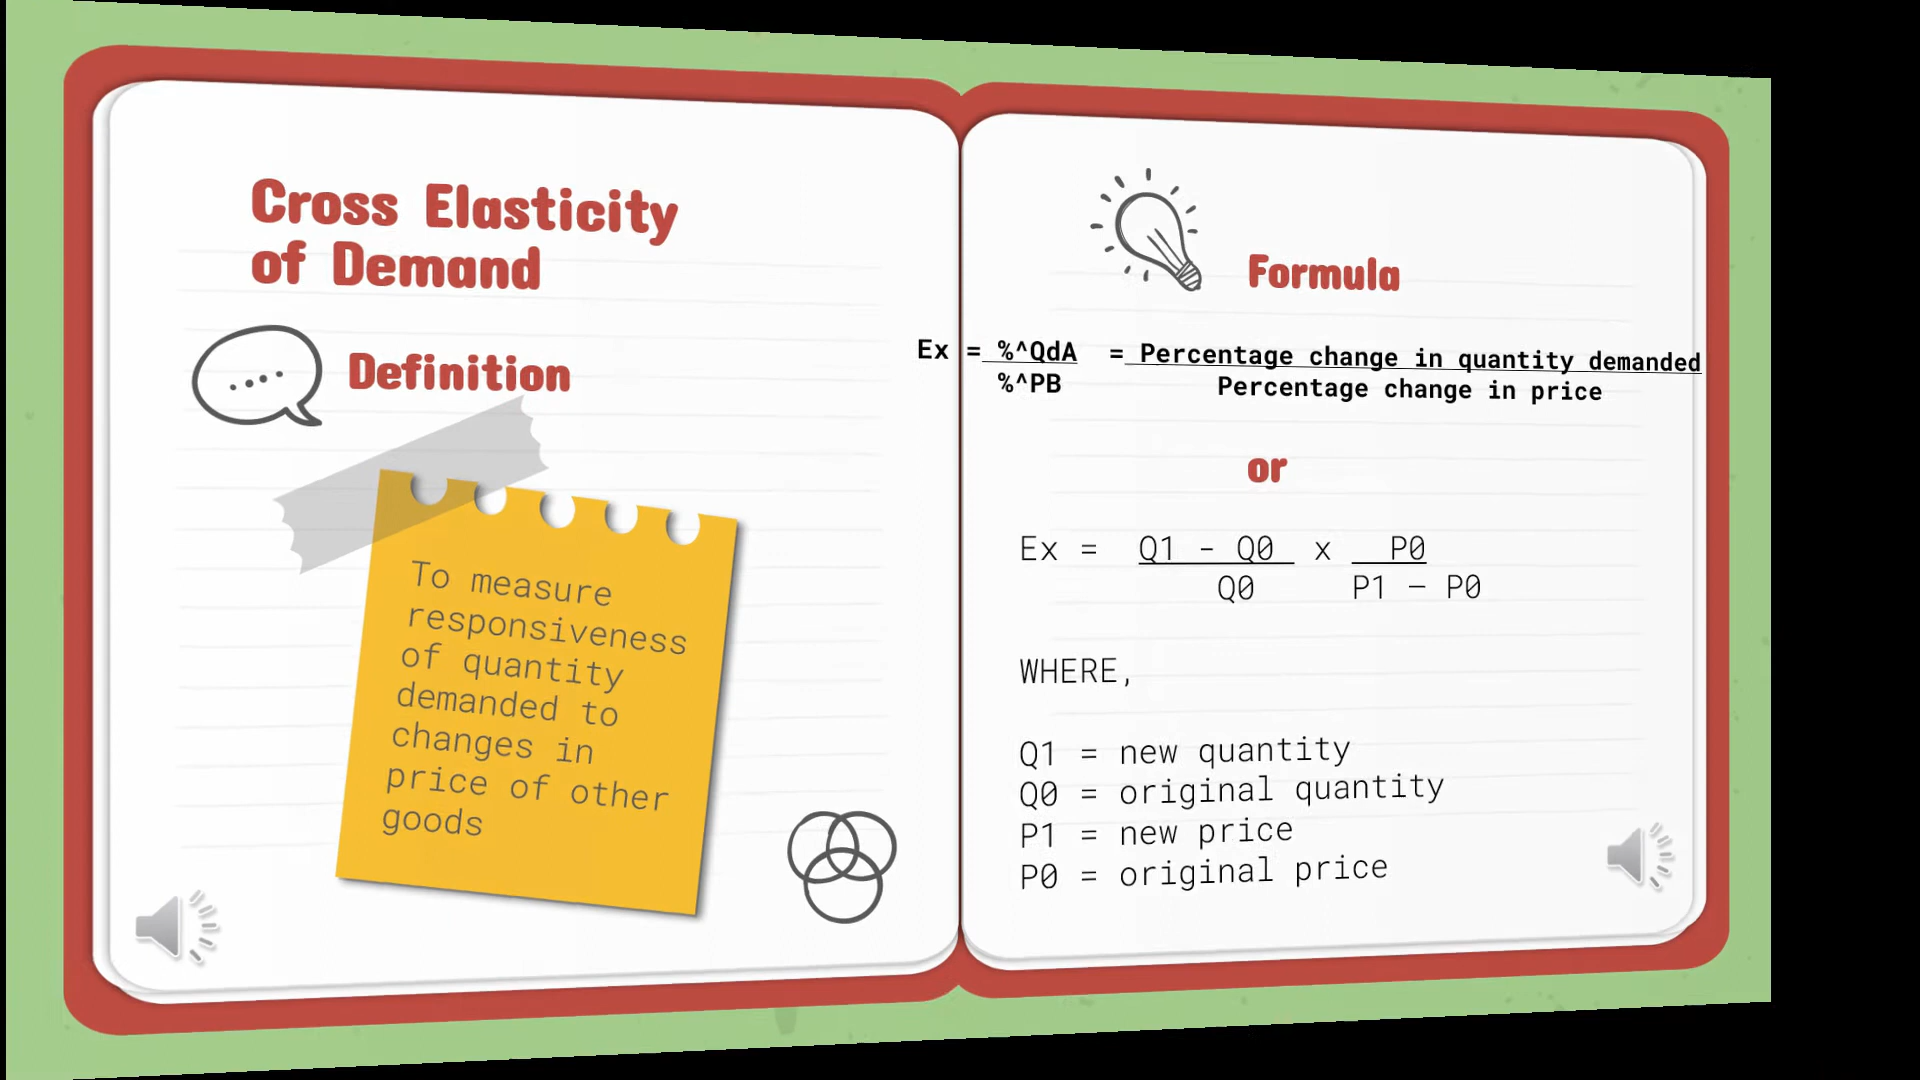 Cross Elasticity
of Demand
Definition
To measure
responsiveness
of quantity
demanded to
changes in
price of other
goods
Formula
Ex = %^QdA = Percentage change in quantity demanded
%^PB Percentage change in price
or
Ex = Q1 - Q0 x P0
Q0 P1 – P0
WHERE,
Q1 = new quantity
Q0 = original quantity
P1 = new price
P0 = original price